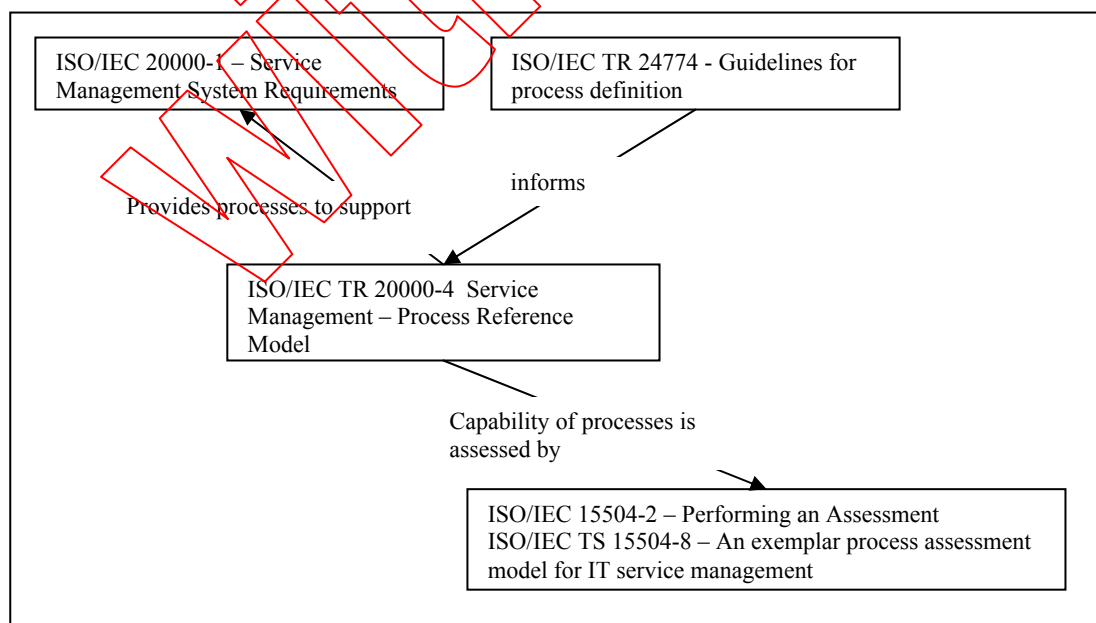 ISO/IEC 20000-1 – Service
Management System Requirements
ISO/IEC TR 24774 - Guidelines for
process definition
informs
Provides processes to support
ISO/IEC TR 20000-4  Service
Management – Process Reference
Model
Capability of processes is
assessed by
ISO/IEC 15504-2 – Performing an Assessment
ISO/IEC TS 15504-8 – An exemplar process assessment
model for IT service management